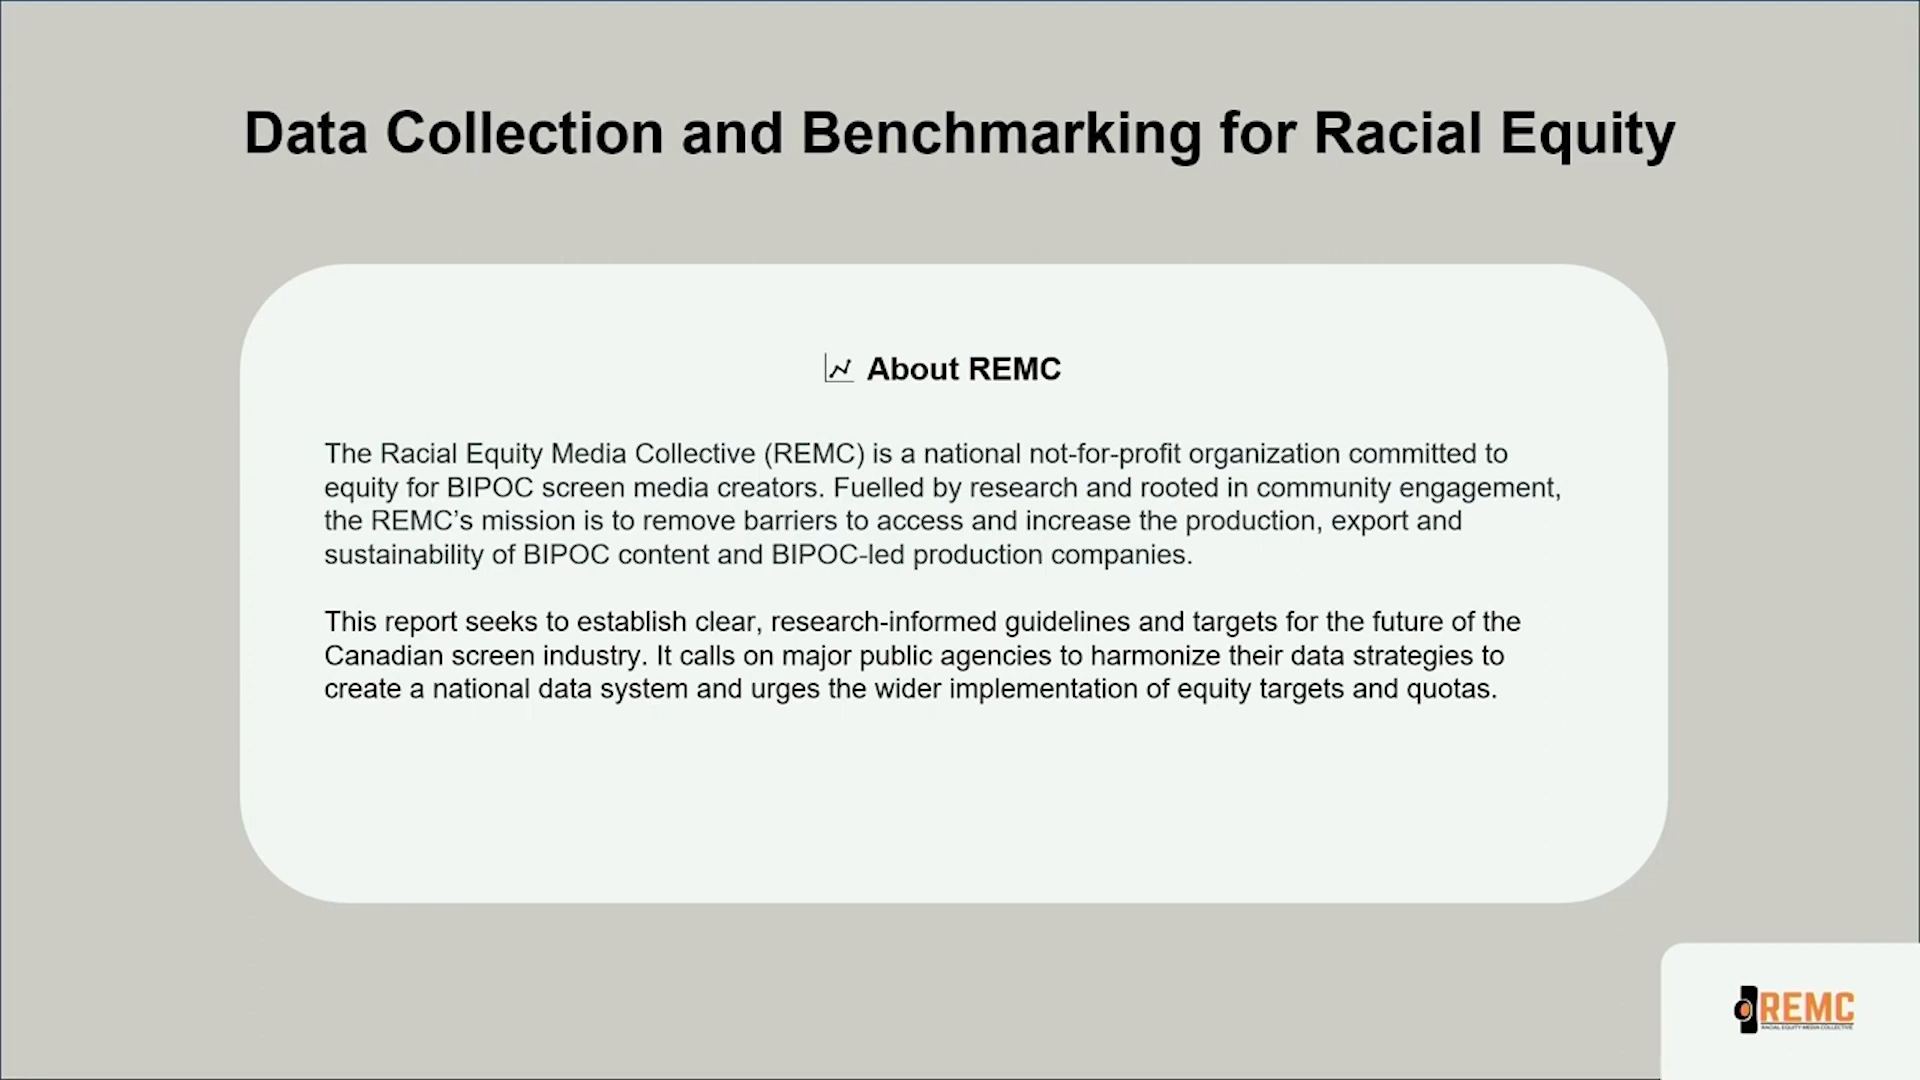 Data Collection and Benchmarking for Racial Equity
About REMC
The Racial Equity Media Collective (REMC) is a national not-for-profit organization committed to
equity for BIPOC screen media creators. Fuelled by research and rooted in community engagement,
the REMC’s mission is to remove barriers to access and increase the production, export and
sustainability of BIPOC content and BIPOC-led production companies.
This report seeks to establish clear, research-informed guidelines and targets for the future of the
Canadian screen industry. It calls on major public agencies to harmonize their data strategies to
create a national data system and urges the wider implementation of equity targets and quotas.
REMC
RACIAL EQUITY MEDIA COLLECTIVE